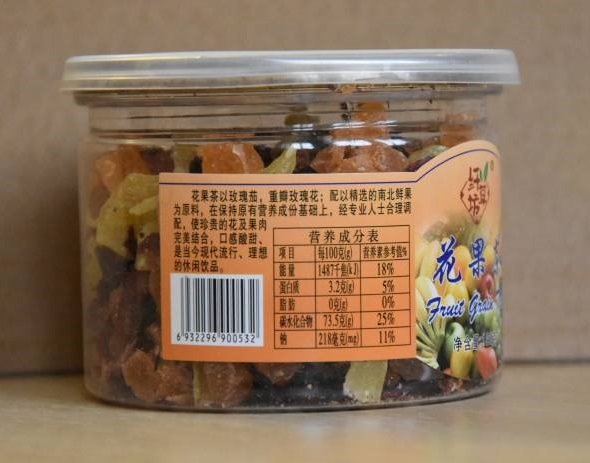 花果茶以玫瑰茄，重瓣玫瑰花；配以精选的南北鲜果
为原料，在保持原有营养成份基础上，经专业人士合理调
配，使珍贵的花及果肉
完美结合，口感酸甜、
是当今现代流行、理想
的休闲饮品。
营养成分表
项目 每100克(g) 营养素参考值%
能量 1487千焦(kJ) 18%
蛋白质 3.2克(g) 5%
脂肪 0克(g) 0%
碳水化合物 73.5克(g) 25%
钠 218毫克(mg) 11%
6 932296 900532
花果
Fruit Grain
净含量